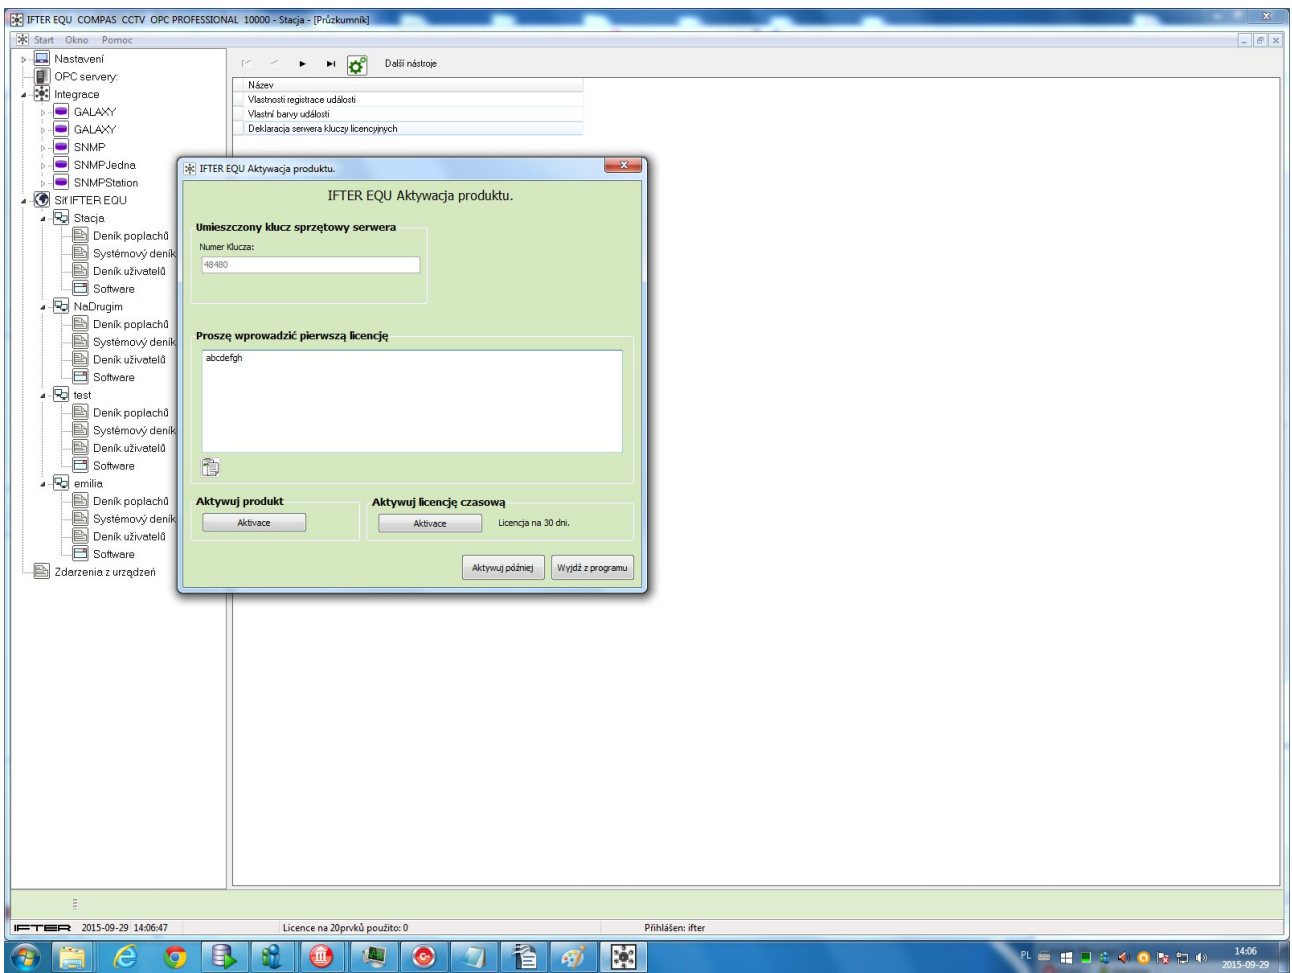 IFTER EQU COMPAS CCTV OPC PROFESSIONAL 10000 - Stacja - [Průzkumník]
Start Okno Pomoc
Nastavení
OPC servery:
Integrace
GALAXY
GALAXY
SNMP
SNMPJedna
SNMPStation
Síť IFTER EQU
Stacja
Deník poplachů
Systémový deník
Deník uživatelů
Software
NaDrugim
Deník poplachů
Systémový deník
Deník uživatelů
Software
test
Deník poplachů
Systémový deník
Deník uživatelů
Software
emilia
Deník poplachů
Systémový deník
Deník uživatelů
Software
Zdarzenia z urządzeń
Další nástroje
Název
Vlastnosti registrace událostí
Vlastní barvy událostí
Deklaracja serwera kluczy licencyjnych
IFTER EQU Aktywacja produktu.
IFTER EQU Aktywacja produktu.
Umieszczony klucz sprzętowy serwera
Numer Klucza:
48480
Proszę wprowadzić pierwszą licencję
abcdefgh
Aktywuj produkt
Aktivace
Aktywuj licencję czasową
Aktivace
Licencja na 30 dni.
Aktywuj później
Wyjdź z programu
IFTER 2015-09-29 14:06:47
Licence na 20prvků použito: 0
Přihlášen: ifter
PL
14:06
2015-09-29